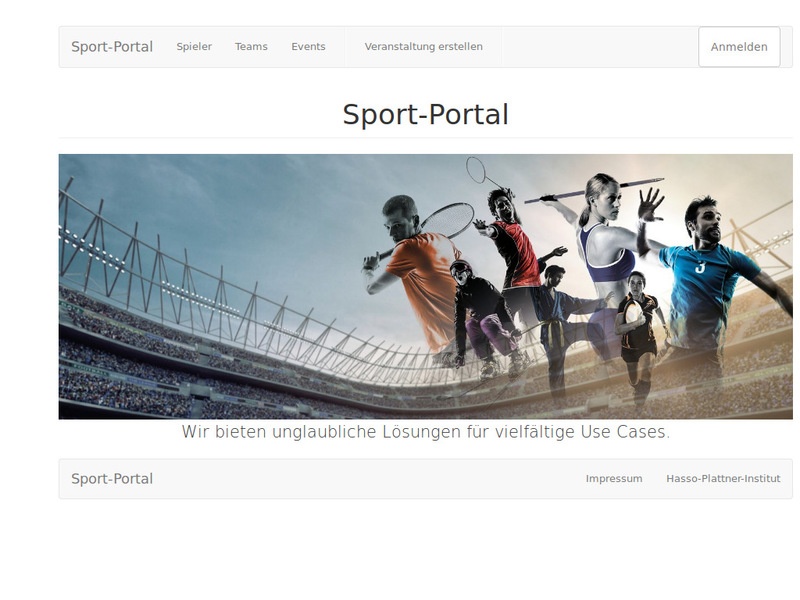 Sport-Portal Spieler Teams Events Veranstaltung erstellen Anmelden
Sport-Portal
3
Wir bieten unglaubliche Lösungen für vielfältige Use Cases.
Sport-Portal Impressum Hasso-Plattner-Institut